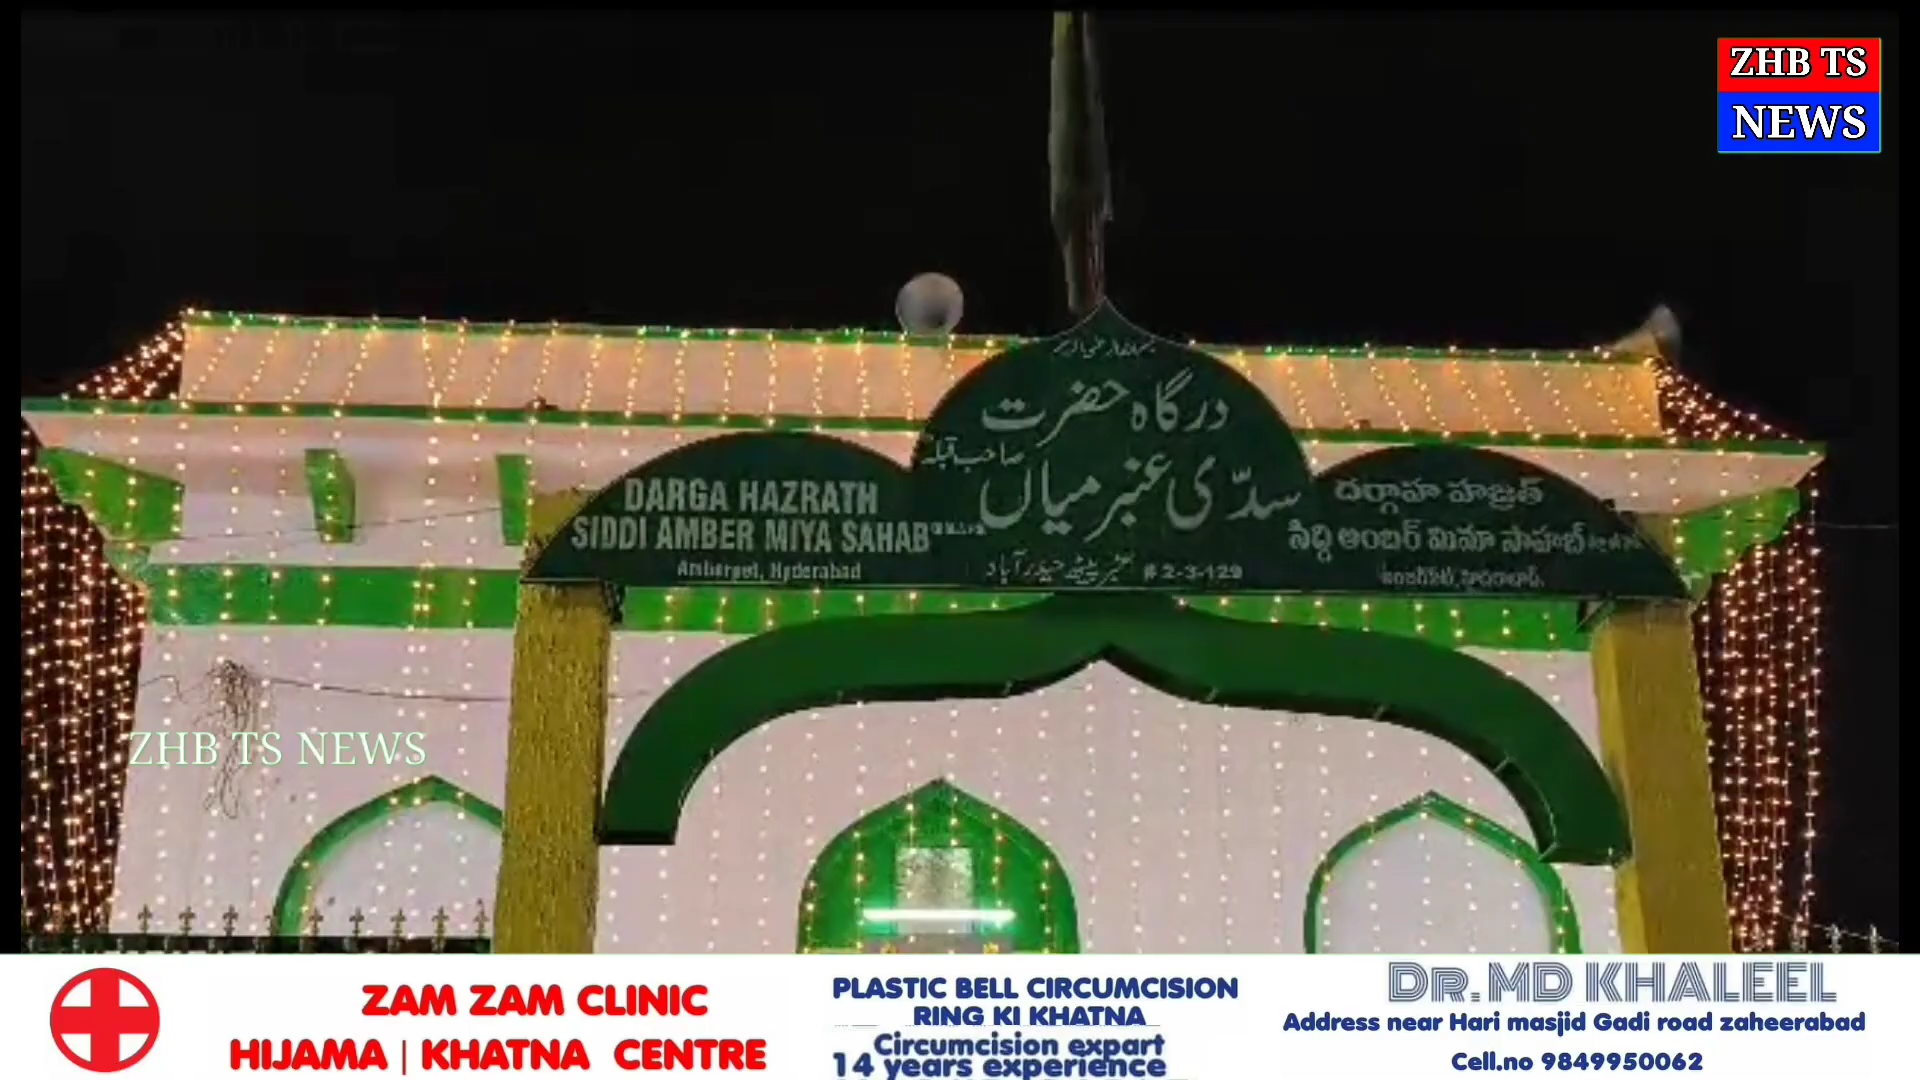 ZHB TS
NEWS
درگاہ حضرت
صاحب قبلہ
سدّی عنبر میاں
DARGA HAZRATH
SIDDI AMBER MIYA SAHAB
Amberpet, Hyderabad
عنبر پیٹھ حیدرآباد # 2-3-129
దర్గాహ హజ్రత్
సిద్ధి అంబర్ మియా సాహబ్
అంబర్‌పేట్, హైదరాబాద్.
ZHB TS NEWS
ZAM ZAM CLINIC
HIJAMA | KHATNA CENTRE
PLASTIC BELL CIRCUMCISION
RING KI KHATNA
Circumcision expart
14 years experience
DR.MD KHALEEL
Address near Hari masjid Gadi road zaheerabad
Cell.no 9849950062